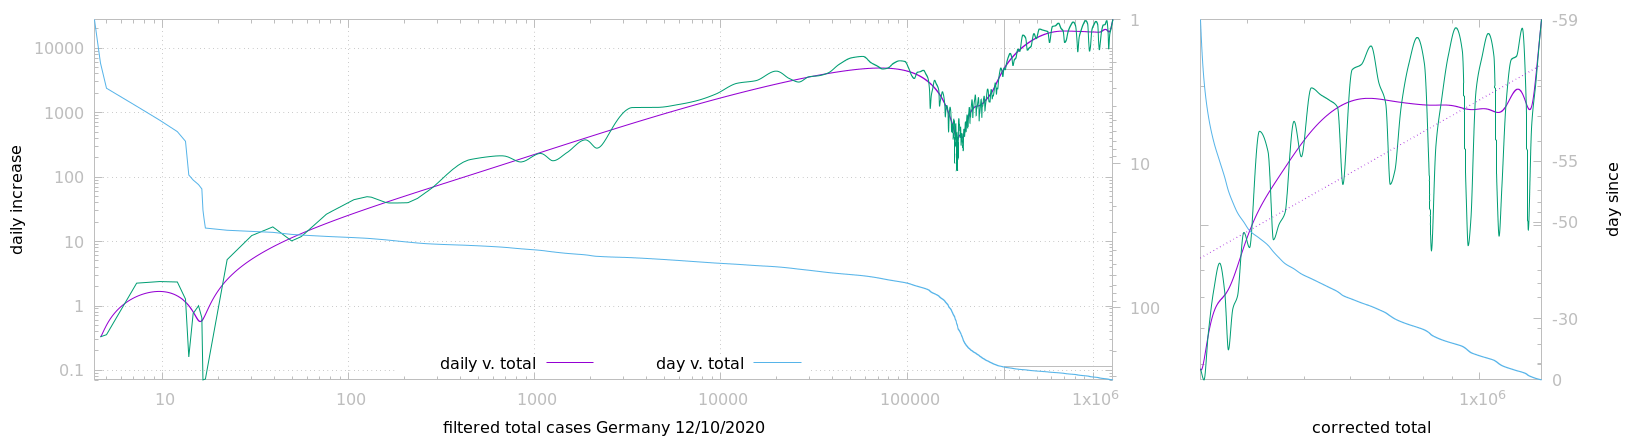 daily increase
10000
1000
100
10
1
0.1
10
100
1000
10000
100000
1x10^6
filtered total cases Germany 12/10/2020
daily v. total
day v. total
1
10
100
-59
-55
-50
-30
0
day since
1x10^6
corrected total